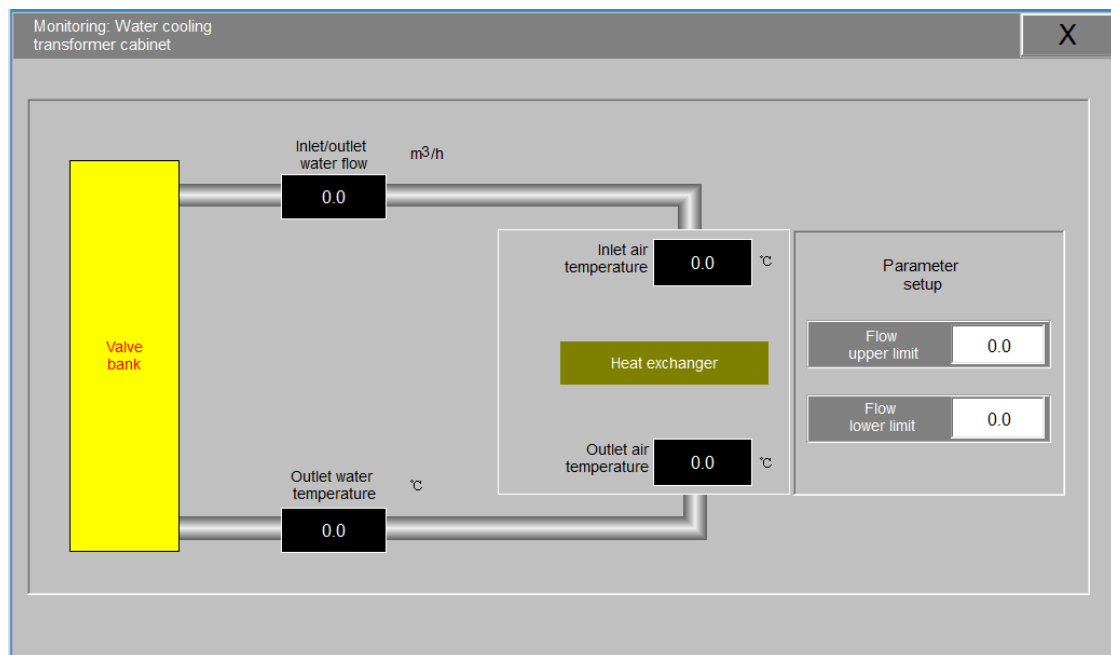 Monitoring: Water cooling
transformer cabinet
X
Inlet/outlet
water flow
m³/h
0.0
Inlet air
temperature
0.0
℃
Parameter
setup
Valve
bank
Heat exchanger
Flow
upper limit
0.0
Flow
lower limit
0.0
Outlet air
temperature
0.0
℃
Outlet water
temperature
℃
0.0